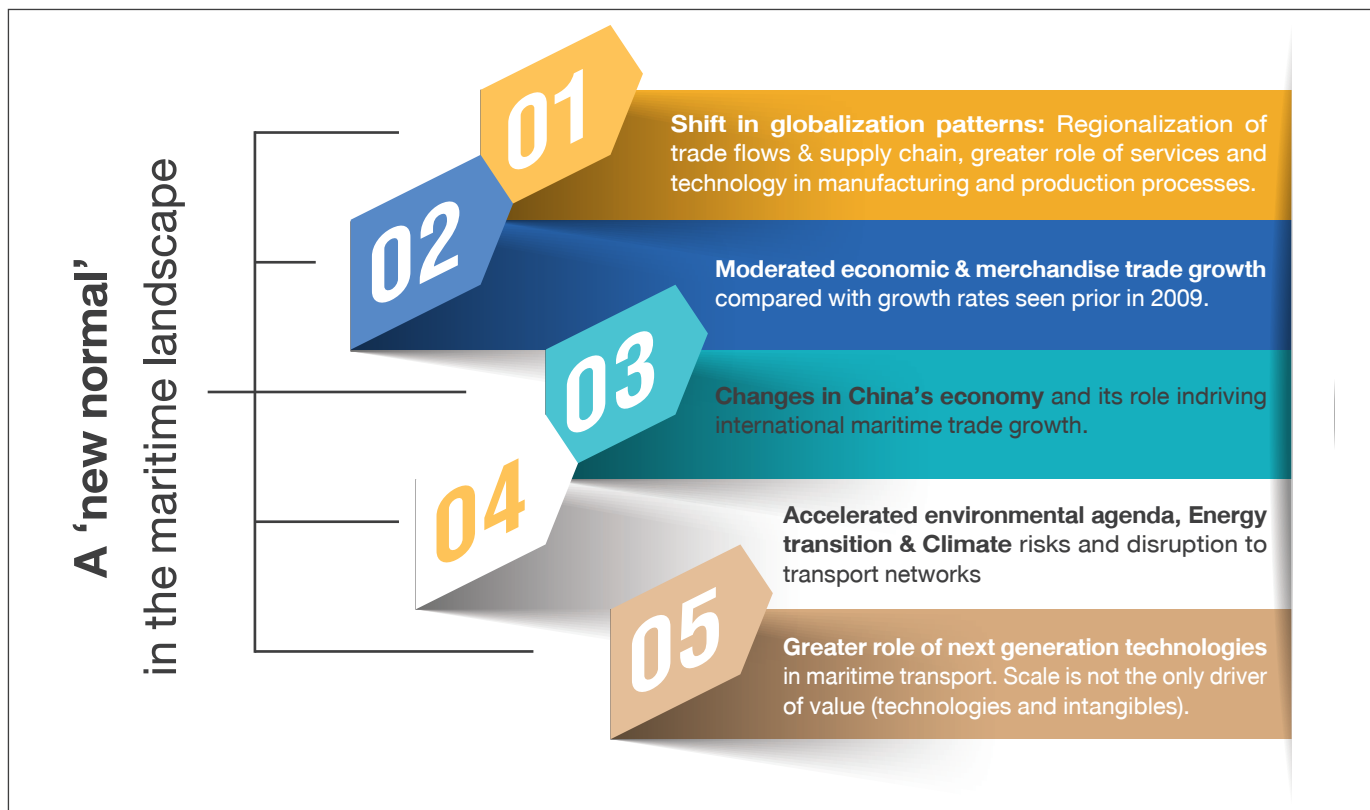 A ‘new normal’
in the maritime landscape
01
Shift in globalization patterns: Regionalization of
trade flows & supply chain, greater role of services and
technology in manufacturing and production processes.
02
Moderated economic & merchandise trade growth
compared with growth rates seen prior in 2009.
03
Changes in China’s economy and its role indriving
international maritime trade growth.
04
Accelerated environmental agenda, Energy
transition & Climate risks and disruption to
transport networks
05
Greater role of next generation technologies
in maritime transport. Scale is not the only driver
of value (technologies and intangibles).